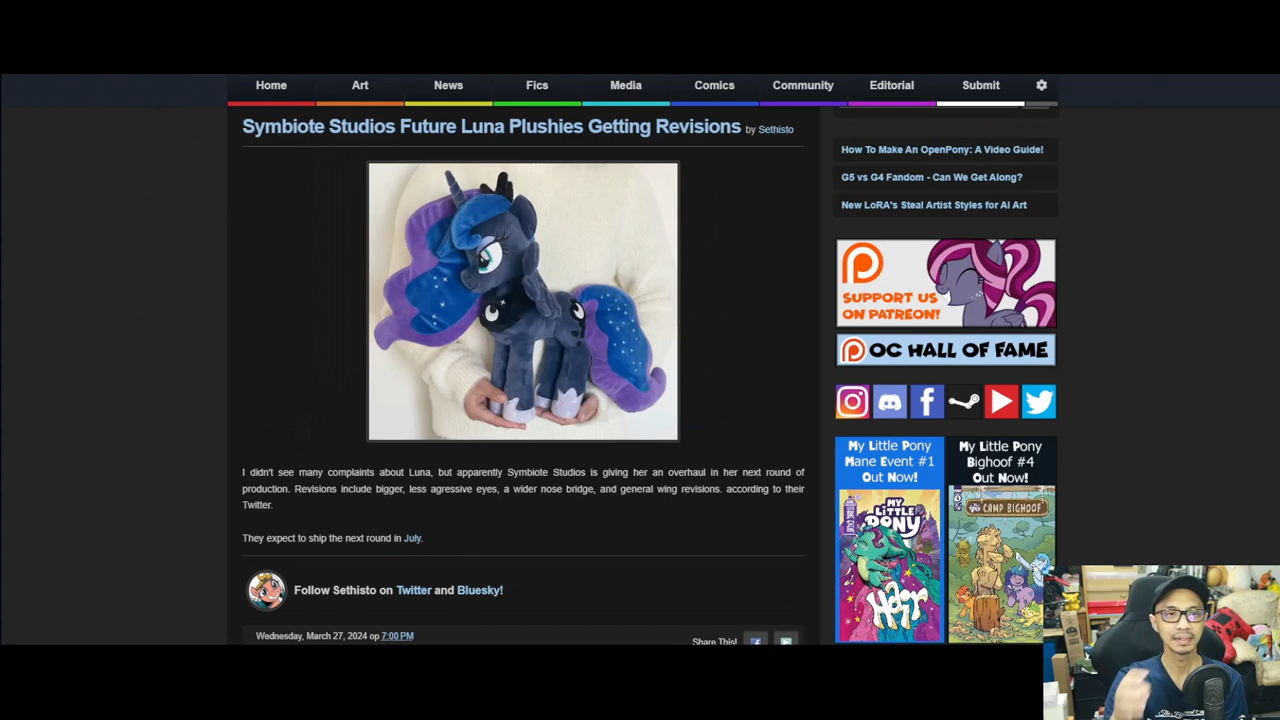 Home Art News Fics Media Comics Community Editorial Submit
Symbiote Studios Future Luna Plushies Getting Revisions by Sethisto
I didn't see many complaints about Luna, but apparently Symbiote Studios is giving her an overhaul in her next round of
production. Revisions include bigger, less agressive eyes, a wider nose bridge, and general wing revisions. according to their
Twitter.
They expect to ship the next round in July.
Follow Sethisto on Twitter and Bluesky!
Wednesday, March 27, 2024 op 7:00 PM
Share This!
How To Make An OpenPony: A Video Guide!
G5 vs G4 Fandom - Can We Get Along?
New LoRA's Steal Artist Styles for AI Art
SUPPORT US
ON PATREON!
OC HALL OF FAME
My Little Pony
Mane Event #1
Out Now!
MY LITTLE
PONY
Hair
My Little Pony
Bighoof #4
Out Now!
CAMP BIGHOOF